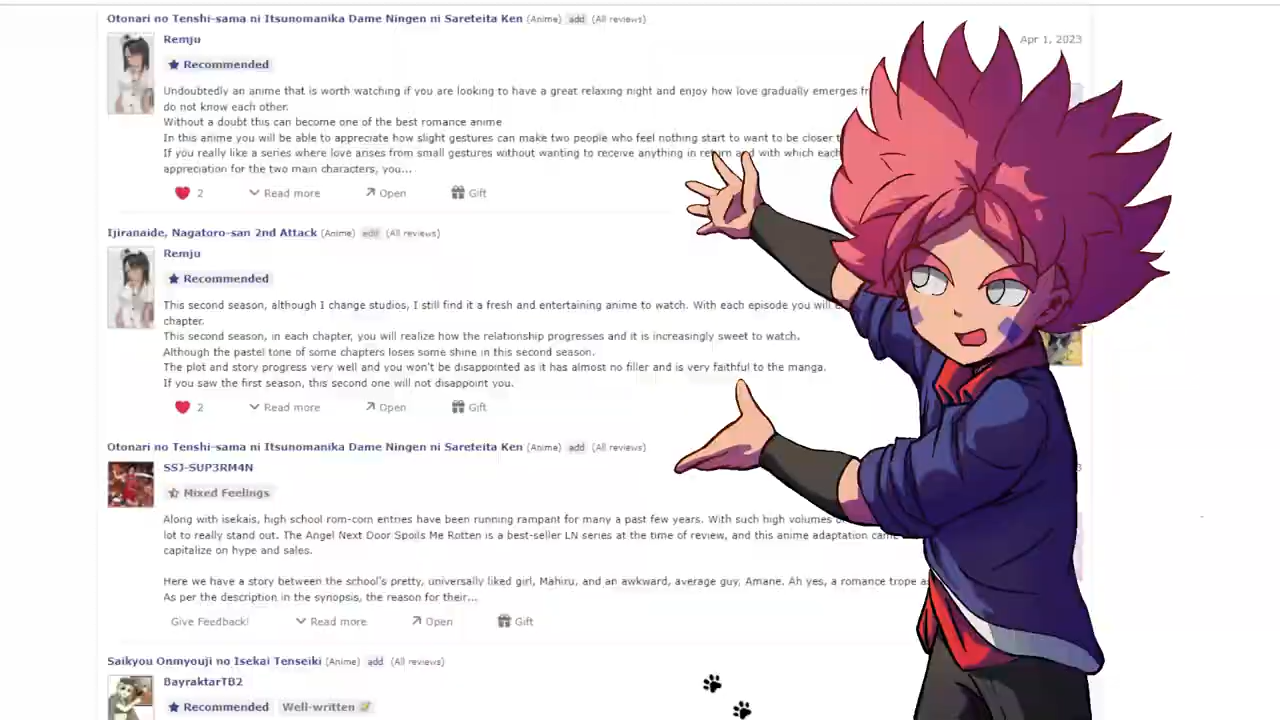 Otonari no Tenshi-sama ni Itsunomanika Dame Ningen ni Sareteita Ken (Anime) add (All reviews)
Remju
Apr 1, 2023
Recommended
Undoubtedly an anime that is worth watching if you are looking to have a great relaxing night and enjoy how love gradually emerges
do not know each other.
Without a doubt this can become one of the best romance anime
In this anime you will be able to appreciate how slight gestures can make two people who feel nothing start to want to be closer
If you really like a series where love arises from small gestures without wanting to receive anything in return and with which each
appreciation for the two main characters, you...
2 Read more Open Gift
Ijiranaide, Nagatoro-san 2nd Attack (Anime) add (All reviews)
Remju
Recommended
This second season, although I change studios, I still find it a fresh and entertaining anime to watch. With each episode you will
chapter.
This second season, in each chapter, you will realize how the relationship progresses and it is increasingly sweet to watch.
Although the pastel tone of some chapters loses some shine in this second season.
The plot and story progress very well and you won't be disappointed as it has almost no filler and is very faithful to the manga.
If you saw the first season, this second one will not disappoint you.
2 Read more Open Gift
Otonari no Tenshi-sama ni Itsunomanika Dame Ningen ni Sareteita Ken (Anime) add (All reviews)
SSJ-SUP3RM4N
3
Mixed Feelings
Along with isekais, high school rom-com entries have been running rampant for many a past few years. With such high volumes
lot to really stand out. The Angel Next Door Spoils Me Rotten is a best-seller LN series at the time of review, and this anime adaptation came
capitalize on hype and sales.
Here we have a story between the school's pretty, universally liked girl, Mahiru, and an awkward, average guy, Amane. Ah yes, a romance trope
As per the description in the synopsis, the reason for their...
Give Feedback! Read more Open Gift
Saikyou Onmyouji no Isekai Tenseiki (Anime) add (All reviews)
BayraktarTB2
Recommended Well-written